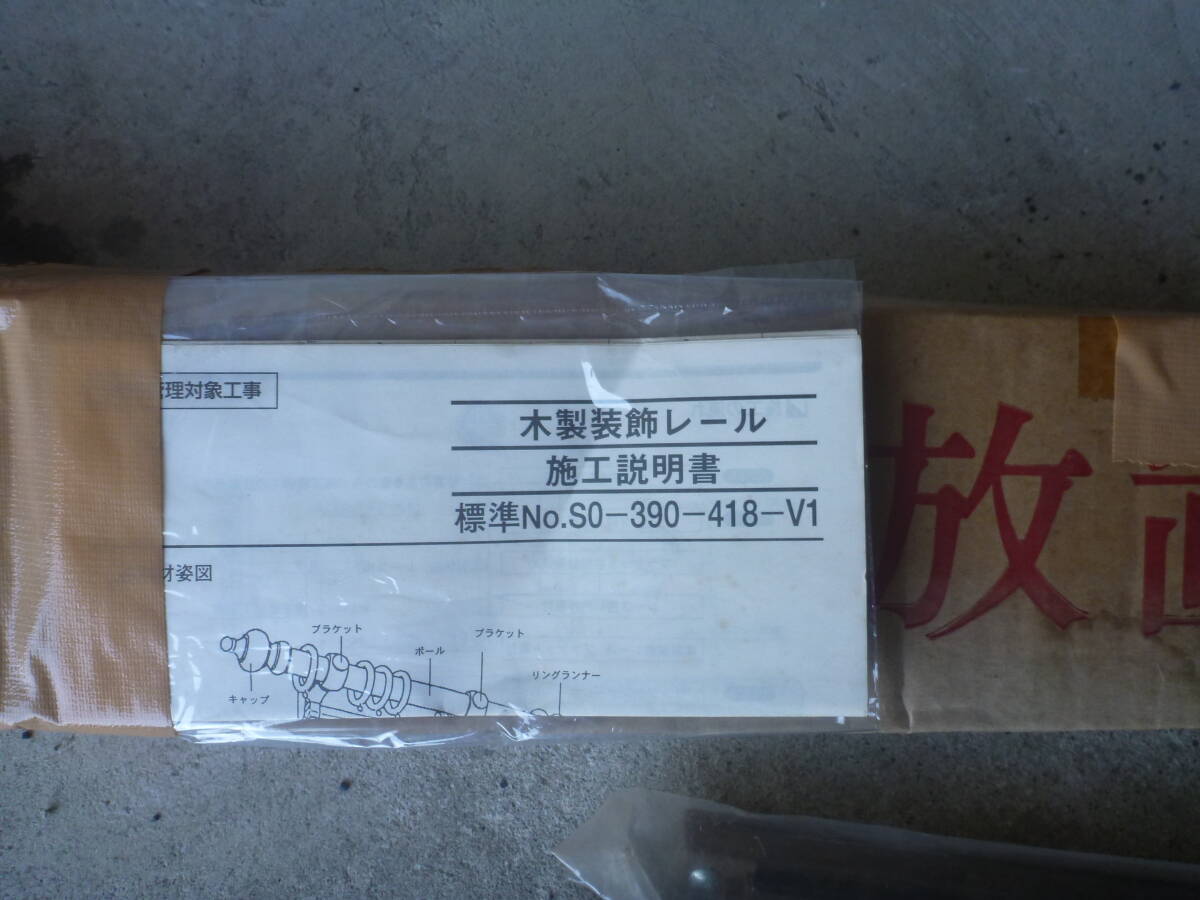 理対象工事
木製装飾レール
施工説明書
標準No.S0-390-418-V1
材姿図
ブラケット
ブラケット
ポール
リングランナー
キャップ
放